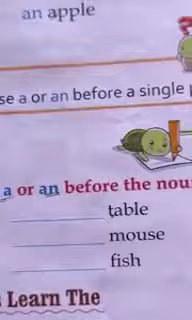 an apple
se a or an before a single
a or an before the nou
table
mouse
fish
Learn The